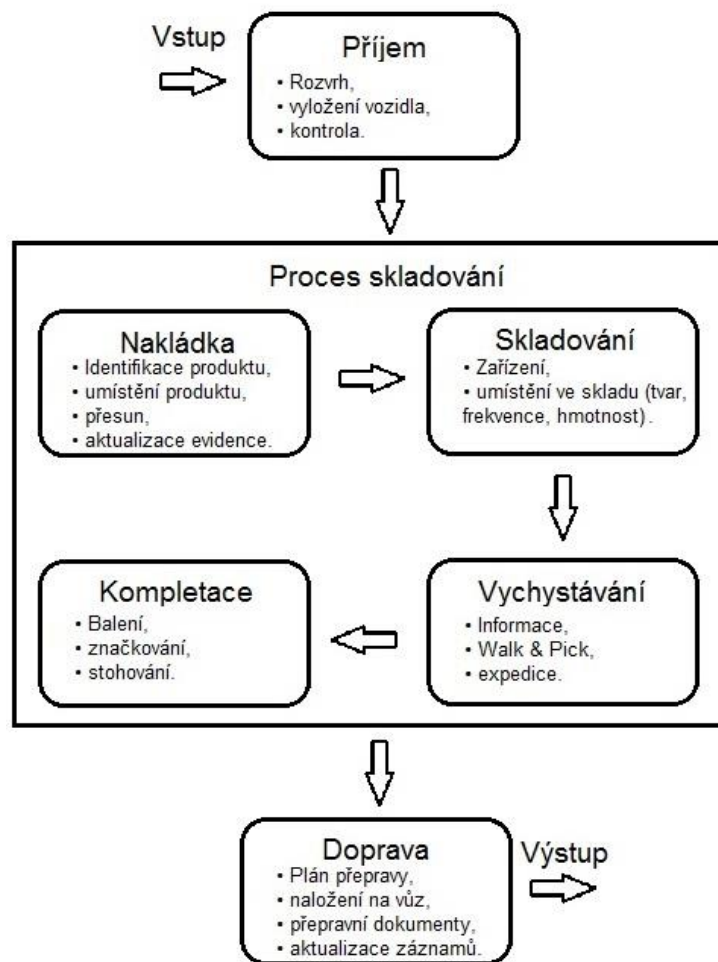 Vstup
Příjem
• Rozvrh,
• vyložení vozidla,
• kontrola.
Proces skladování
Nakládka
• Identifikace produktu,
• umístění produktu,
• přesun,
• aktualizace evidence.
Skladování
• Zařízení,
• umístění ve skladu (tvar,
frekvence, hmotnost).
Vychystávání
• Informace,
• Walk & Pick,
• expedice.
Kompletace
• Balení,
• značkování,
• stohování.
Doprava
• Plán přepravy,
• naložení na vůz,
• přepravní dokumenty,
• aktualizace záznamů.
Výstup